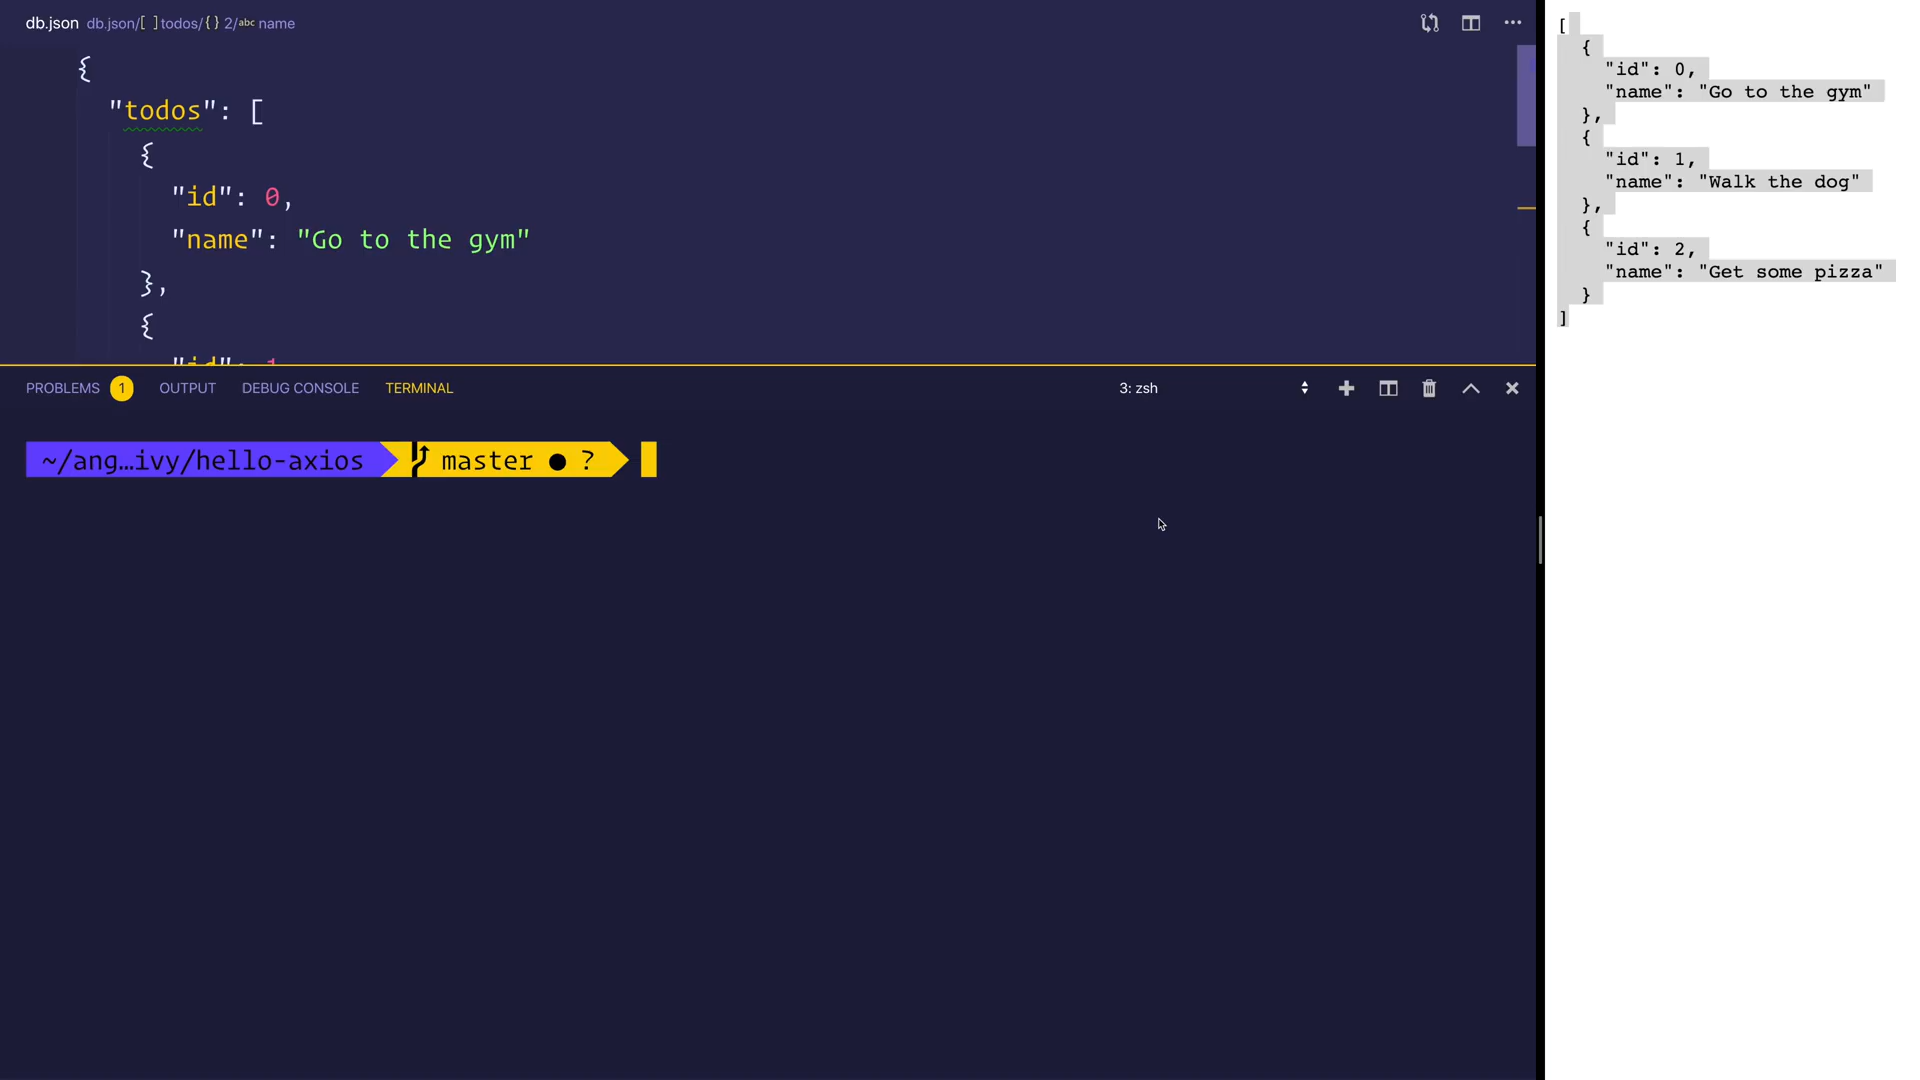 db.json db.json/[ ]todos/{} 2/abc name
{
"todos": [
{
"id": 0,
"name": "Go to the gym"
},
{
"id": 1
PROBLEMS 1 OUTPUT DEBUG CONSOLE TERMINAL 3: zsh
~/ang…ivy/hello-axios master ● ?
[
{
"id": 0,
"name": "Go to the gym"
},
{
"id": 1,
"name": "Walk the dog"
},
{
"id": 2,
"name": "Get some pizza"
}
]